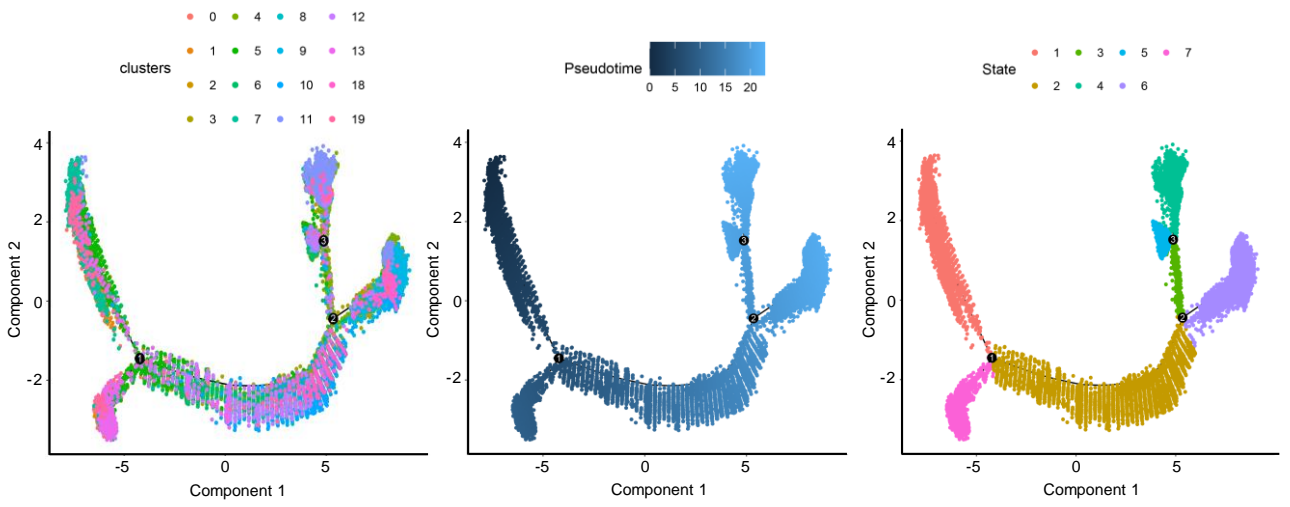 0 4 8 12
1 5 9 13
clusters
2 6 10 18
3 7 11 19
4
2
0
-2
Component 2
3
2
1
-5 0 5
Component 1
Pseudotime
0 5 10 15 20
4
2
0
-2
Component 2
3
2
1
-5 0 5
Component 1
State
1 3 5 7
2 4 6
4
2
0
-2
Component 2
3
2
1
-5 0 5
Component 1